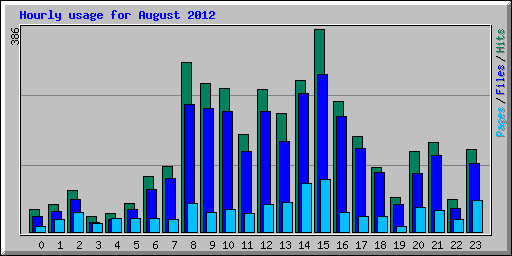 Hourly usage for August 2012
386
Pages/Files/Hits
0 1 2 3 4 5 6 7 8 9 10 11 12 13 14 15 16 17 18 19 20 21 22 23